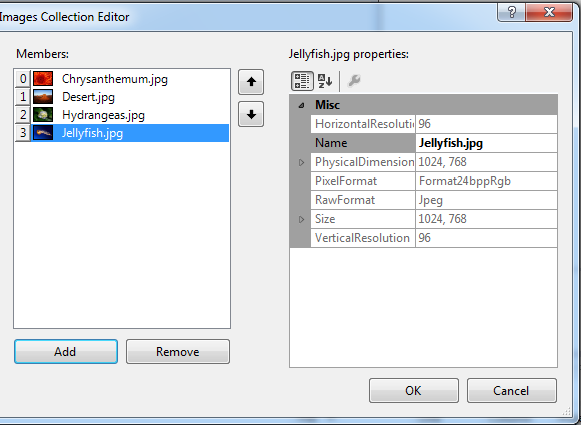 Images Collection Editor
Members:
0 Chrysanthemum.jpg
1 Desert.jpg
2 Hydrangeas.jpg
3 Jellyfish.jpg
Add
Remove
Jellyfish.jpg properties:
Misc
HorizontalResoluti 96
Name Jellyfish.jpg
PhysicalDimension 1024, 768
PixelFormat Format24bppRgb
RawFormat Jpeg
Size 1024, 768
VerticalResolution 96
OK
Cancel